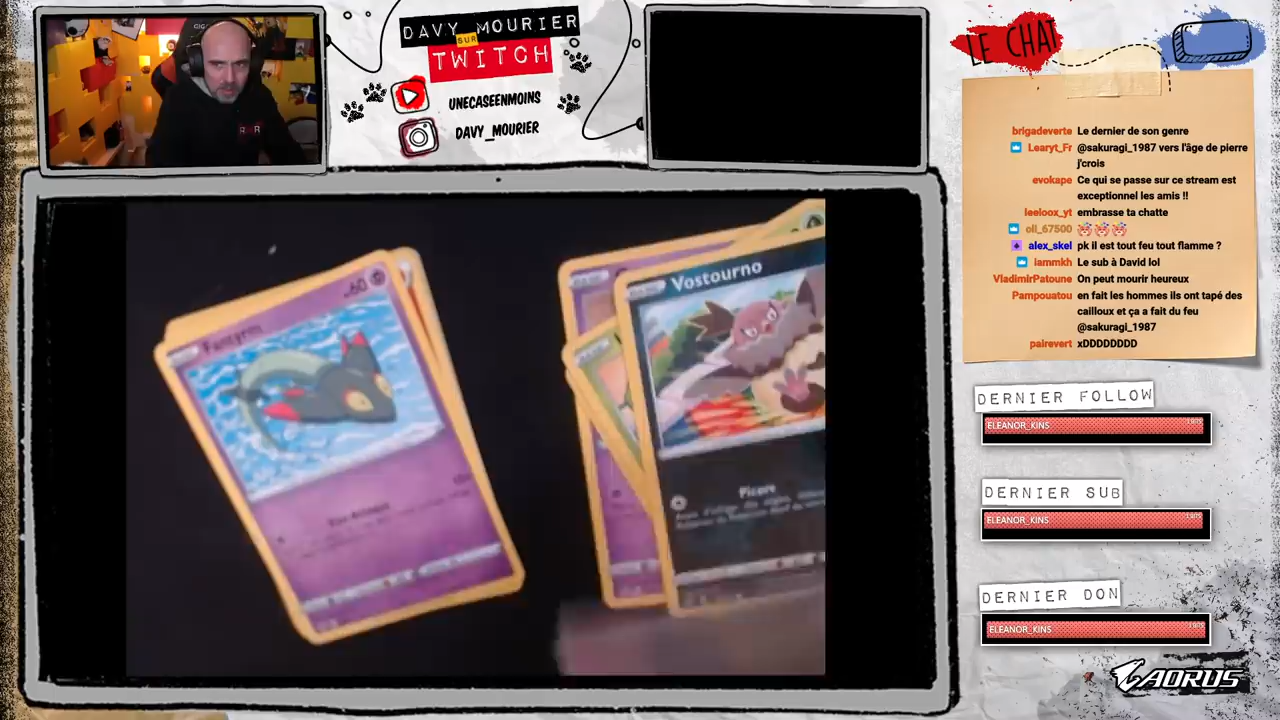 DAVY MOURIER
SUR
TWITCH
UNECASEENMOINS
DAVY_MOURIER
LE CHAT
brigadeverte Le dernier de son genre
Learyt_Fr @sakuragi_1987 vers l'âge de pierre
j'crois
evokape Ce qui se passe sur ce stream est
exceptionnel les amis !!
leeloox_yt embrasse ta chatte
oli_67500
alex_skel pk il est tout feu tout flamme ?
iammkh Le sub à David lol
VladimirPatoune On peut mourir heureux
Pampouatou en fait les hommes ils ont tapé des
cailloux et ça a fait du feu
@sakuragi_1987
pairevert xDDDDDDDD
Vostourno
Picore
DERNIER FOLLOW
ELEANOR_KINS
DERNIER SUB
ELEANOR_KINS
DERNIER DON
ELEANOR_KINS
AORUS